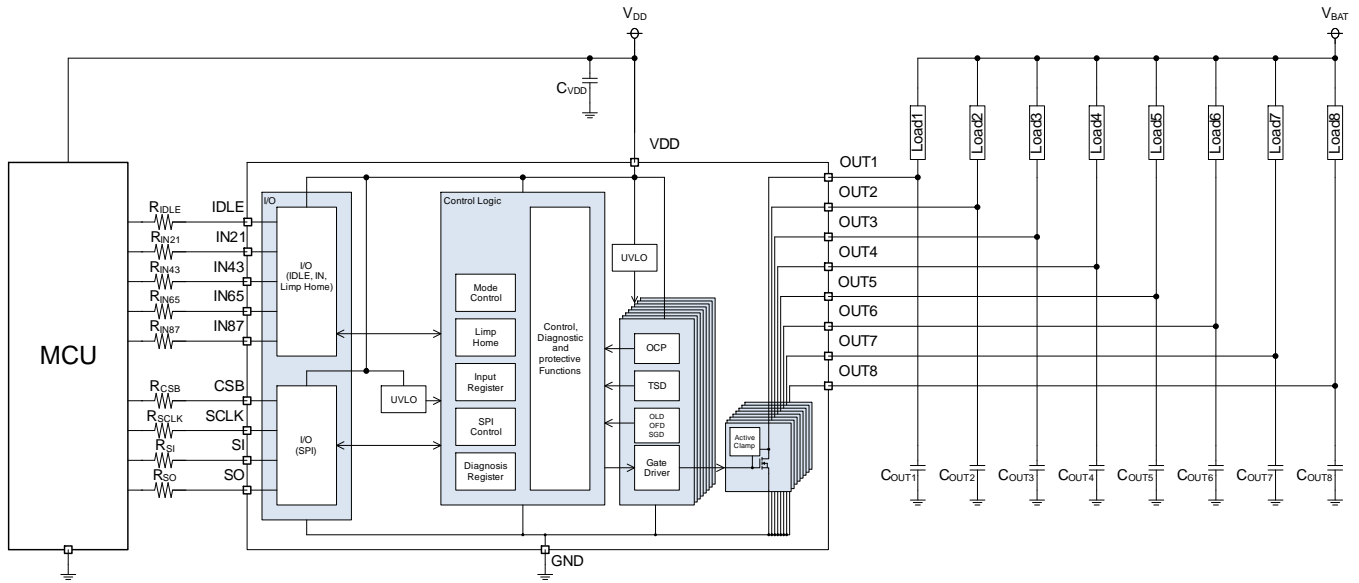 VDD
VBAT
CVDD
VDD
MCU
RIDLE
RIN21
RIN43
RIN65
RIN87
RCSB
RSCLK
RSI
RSO
IDLE
IN21
IN43
IN65
IN87
CSB
SCLK
SI
SO
I/O
I/O
(IDLE, IN,
Limp Home)
I/O
(SPI)
UVLO
Control Logic
Mode
Control
Limp
Home
Input
Register
SPI
Control
Diagnosis
Register
Control,
Diagnostic
and
protective
Functions
UVLO
OCP
TSD
OLD
OFD
SGD
Gate
Driver
Active
Clamp
GND
OUT1
OUT2
OUT3
OUT4
OUT5
OUT6
OUT7
OUT8
Load1
Load2
Load3
Load4
Load5
Load6
Load7
Load8
COUT1
COUT2
COUT3
COUT4
COUT5
COUT6
COUT7
COUT8